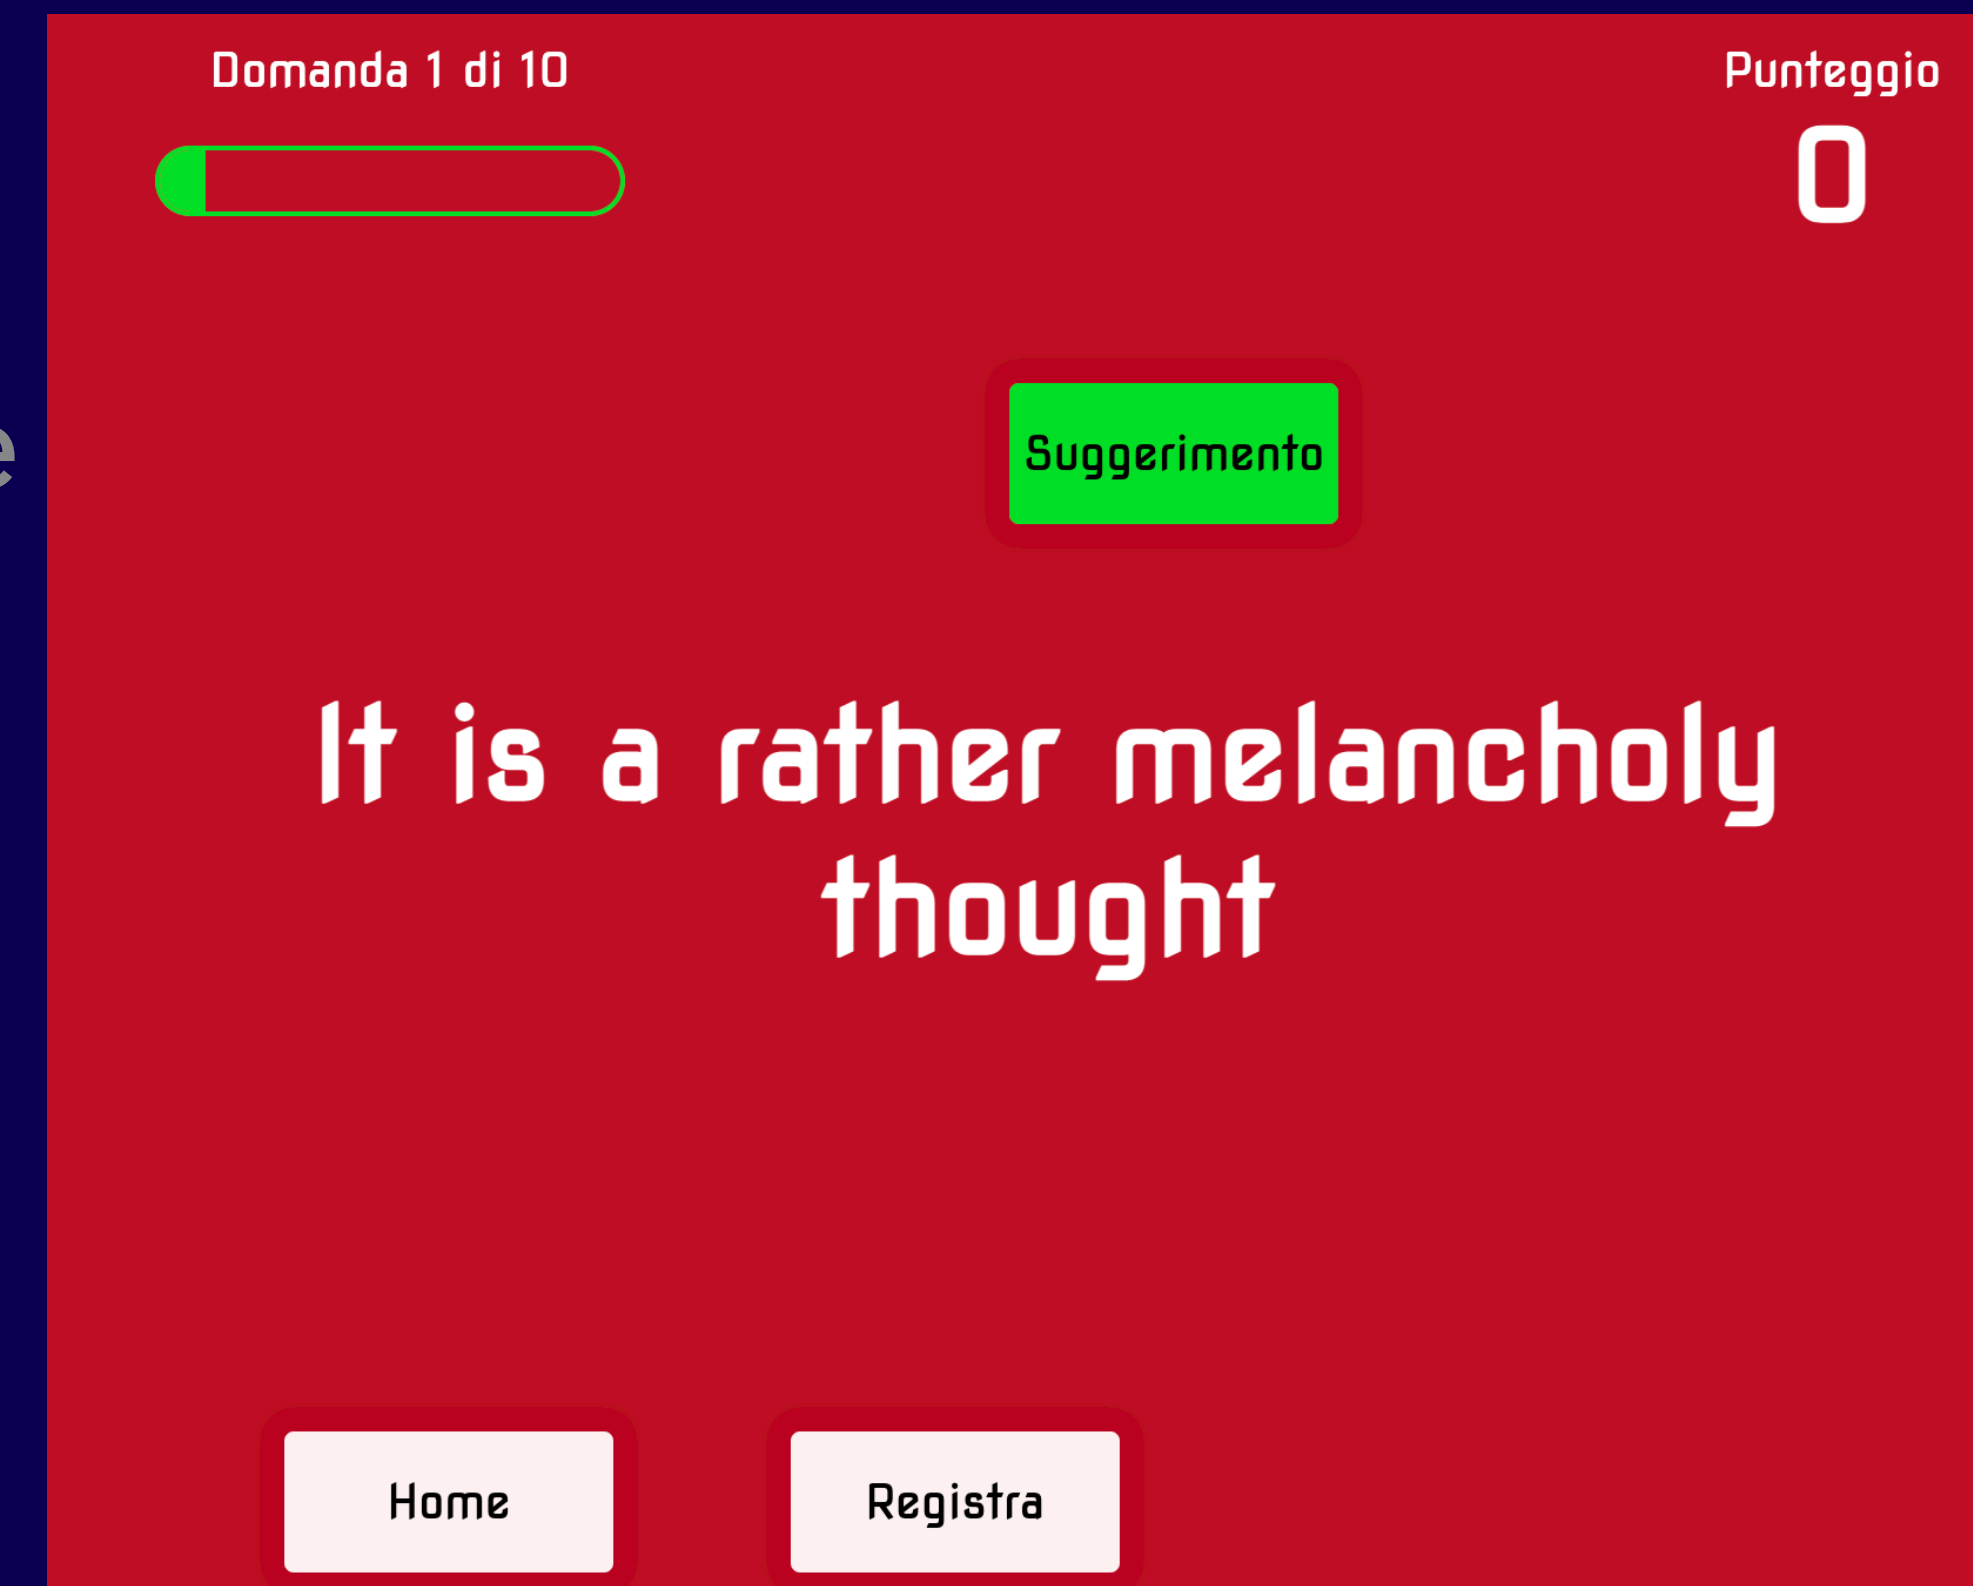 Domanda 1 di 10
Punteggio
0
Suggerimento
It is a rather melancholy
thought
Home
Registra